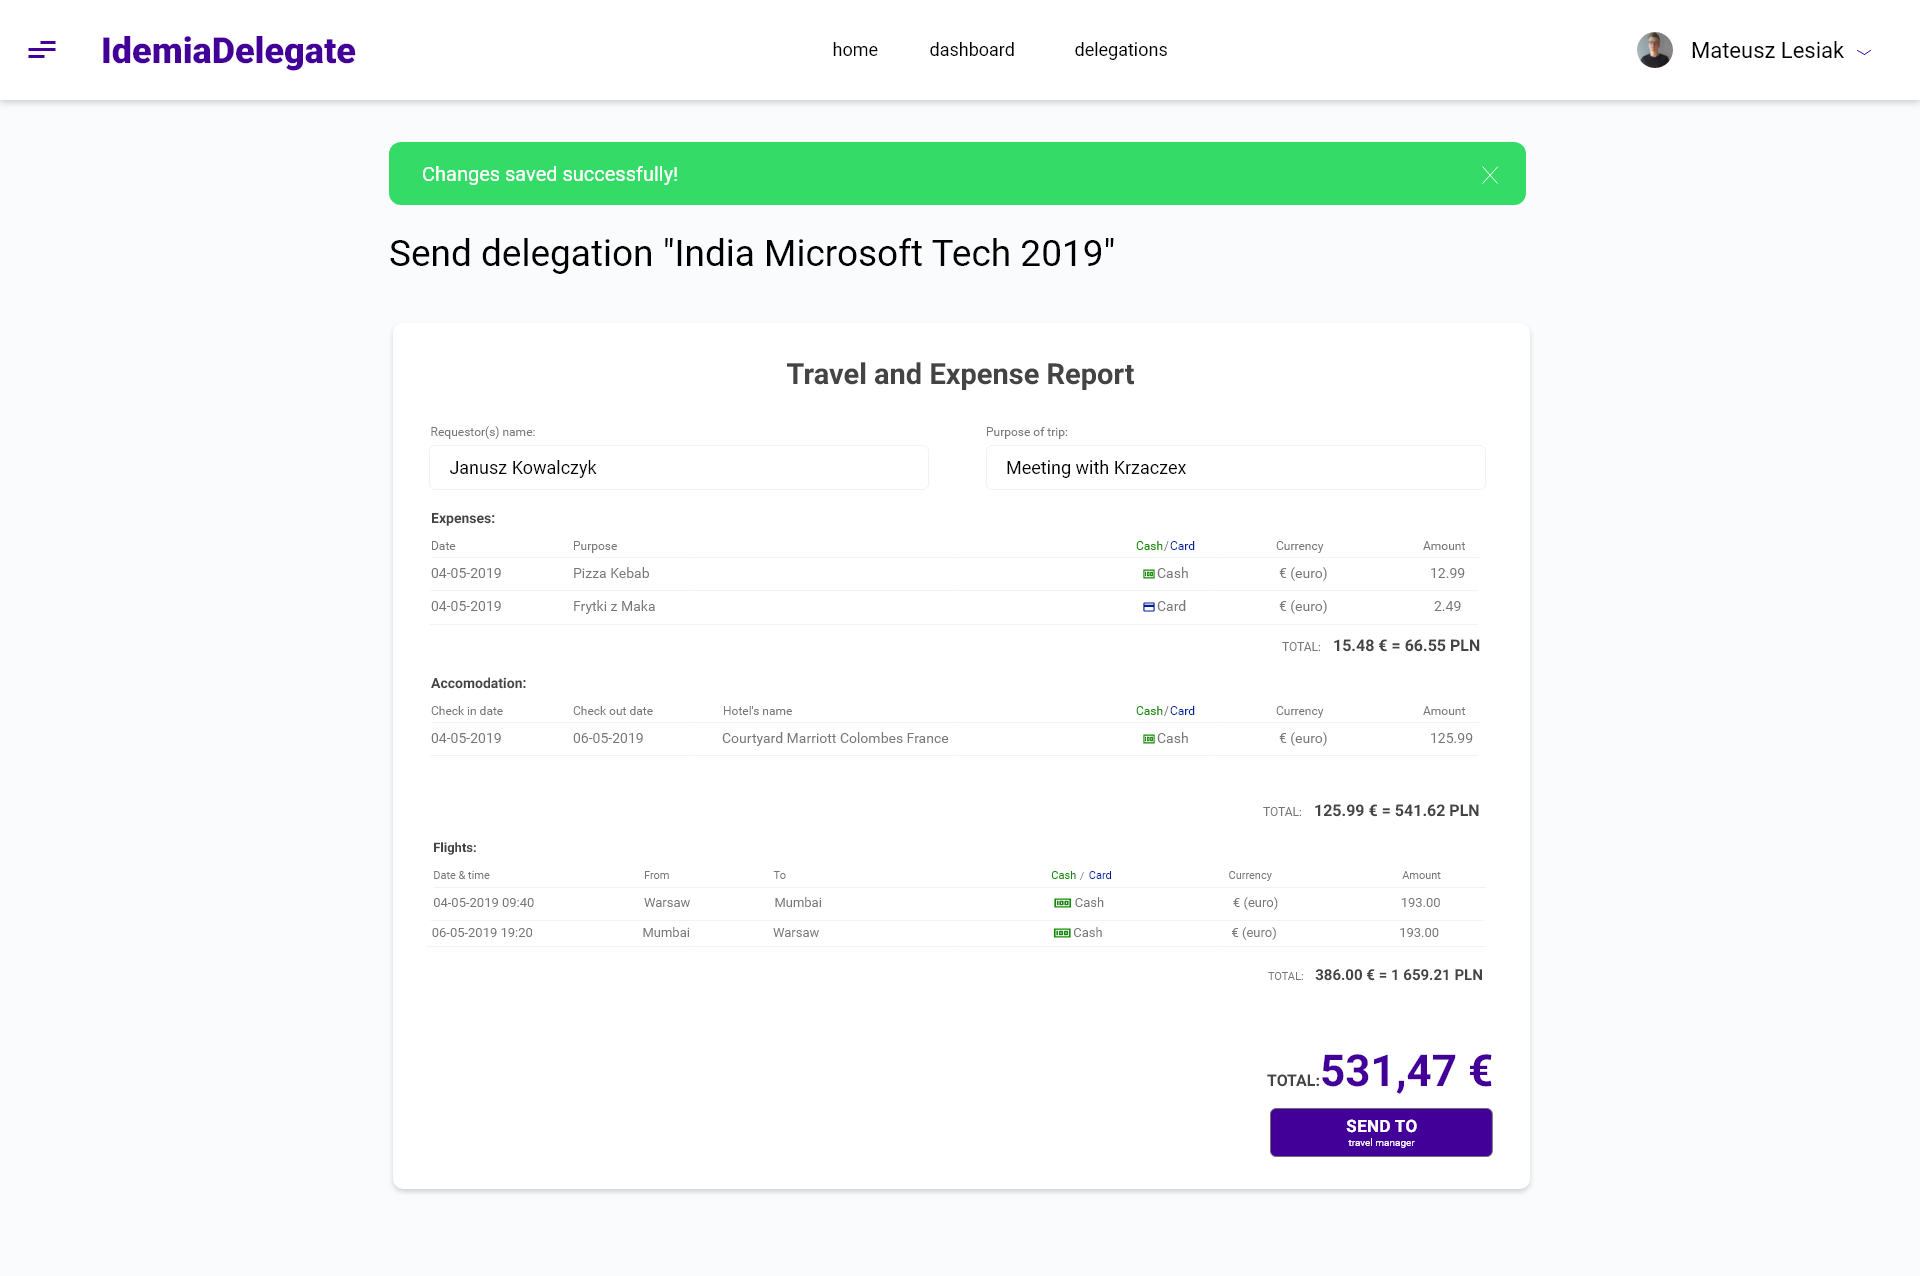 IdemiaDelegate home dashboard delegations Mateusz Lesiak
Changes saved successfully!
Send delegation "India Microsoft Tech 2019"
Travel and Expense Report
Requestor(s) name: Purpose of trip:
Janusz Kowalczyk Meeting with Krzaczex
Expenses:
Date Purpose Cash/Card Currency Amount
04-05-2019 Pizza Kebab Cash € (euro) 12.99
04-05-2019 Frytki z Maka Card € (euro) 2.49
TOTAL: 15.48 € = 66.55 PLN
Accomodation:
Check in date Check out date Hotel's name Cash/Card Currency Amount
04-05-2019 06-05-2019 Courtyard Marriott Colombes France Cash € (euro) 125.99
TOTAL: 125.99 € = 541.62 PLN
Flights:
Date & time From To Cash / Card Currency Amount
04-05-2019 09:40 Warsaw Mumbai Cash € (euro) 193.00
06-05-2019 19:20 Mumbai Warsaw Cash € (euro) 193.00
TOTAL: 386.00 € = 1 659.21 PLN
TOTAL: 531,47 €
SEND TO
travel manager